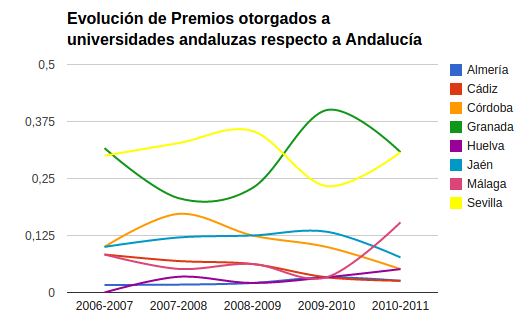 Evolución de Premios otorgados a
universidades andaluzas respecto a Andalucía
0,5
0,375
0,25
0,125
0
2006-2007 2007-2008 2008-2009 2009-2010 2010-2011
Almería
Cádiz
Córdoba
Granada
Huelva
Jaén
Málaga
Sevilla